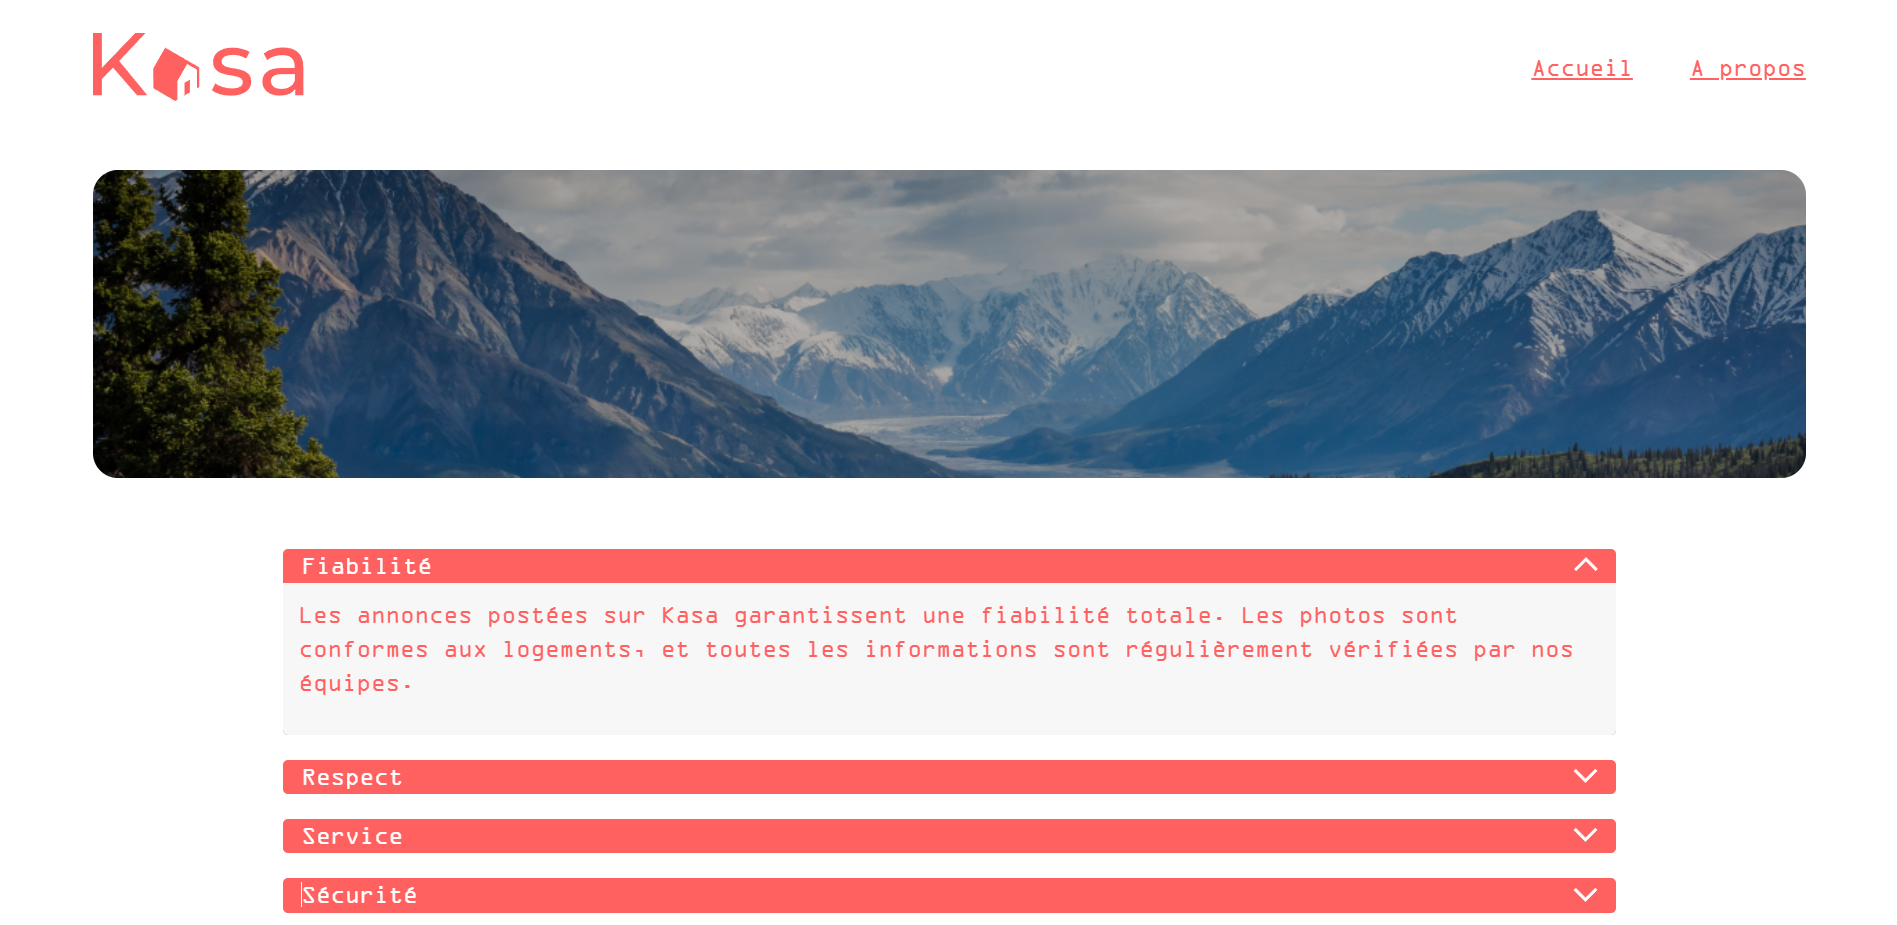 Kasa
Accueil
A propos
Fiabilité
Les annonces postées sur Kasa garantissent une fiabilité totale. Les photos sont
conformes aux logements, et toutes les informations sont régulièrement vérifiées par nos
équipes.
Respect
Service
Sécurité